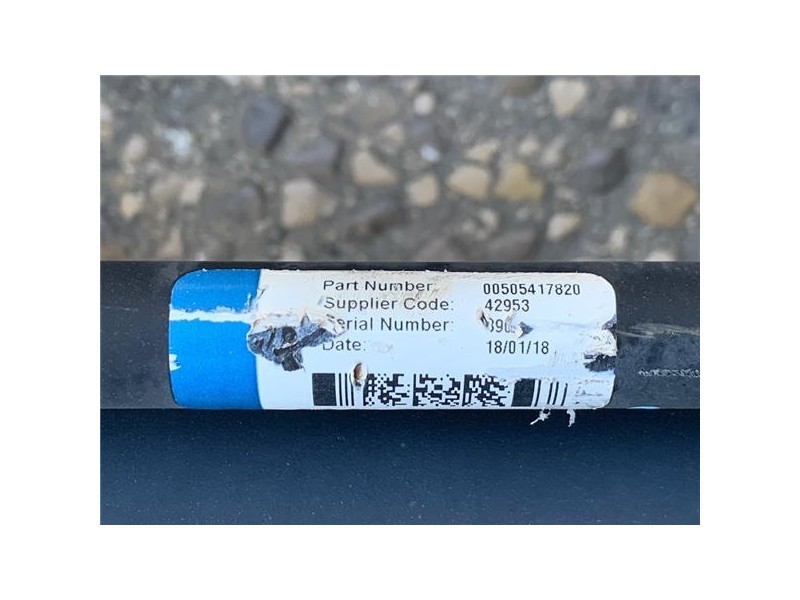 Part Number: 00505417820
Supplier Code: 42953
Serial Number:
Date: 18/01/18